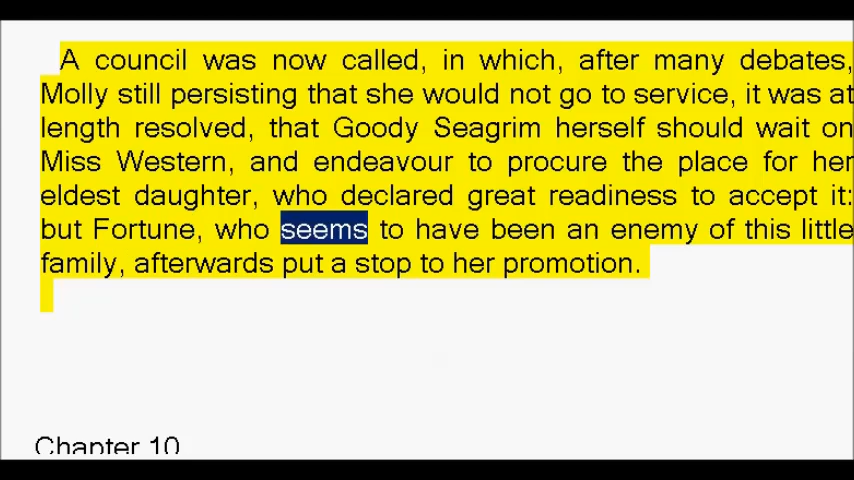 A council was now called, in which, after many debates,
Molly still persisting that she would not go to service, it was at
length resolved, that Goody Seagrim herself should wait on
Miss Western, and endeavour to procure the place for her
eldest daughter, who declared great readiness to accept it:
but Fortune, who seems to have been an enemy of this little
family, afterwards put a stop to her promotion.
Chapter 10